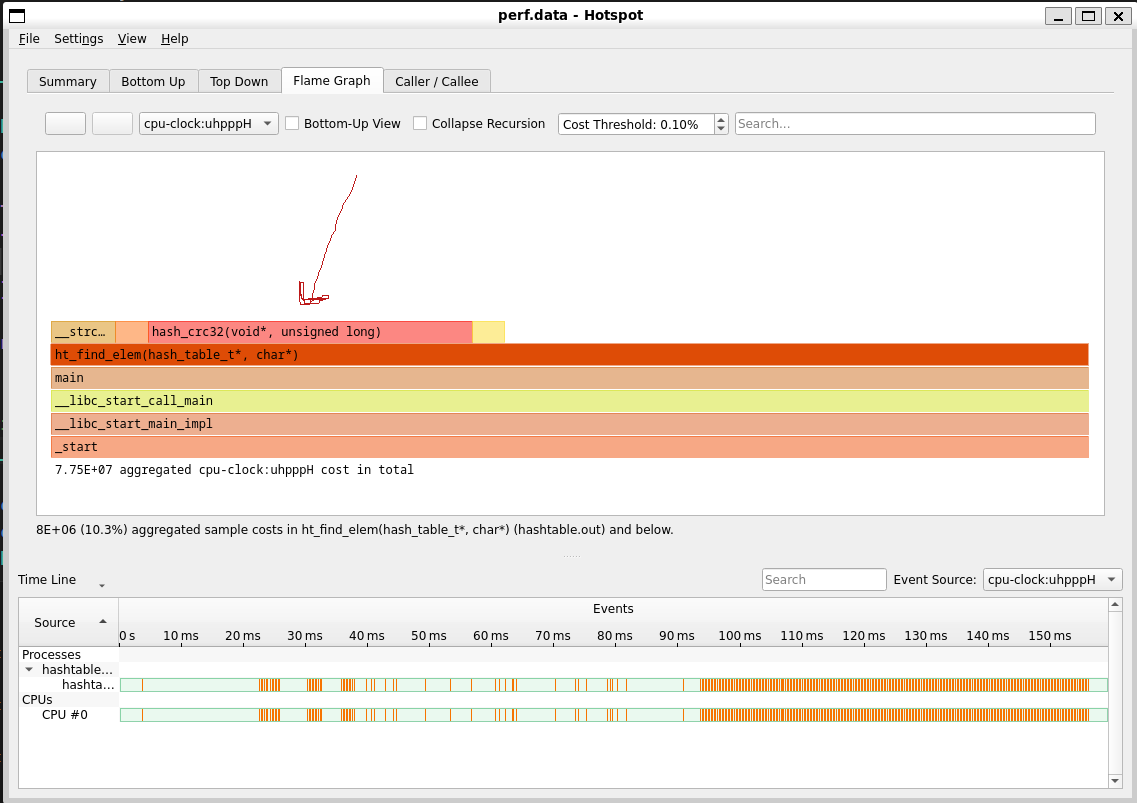 perf.data - Hotspot
File Settings View Help
Summary Bottom Up Top Down Flame Graph Caller / Callee
cpu-clock:uhpppH Bottom-Up View Collapse Recursion Cost Threshold: 0.10% Search...
__strc... hash_crc32(void*, unsigned long)
ht_find_elem(hash_table_t*, char*)
main
__libc_start_call_main
__libc_start_main_impl
_start
7.75E+07 aggregated cpu-clock:uhpppH cost in total
8E+06 (10.3%) aggregated sample costs in ht_find_elem(hash_table_t*, char*) (hashtable.out) and below.
Time Line Search Event Source: cpu-clock:uhpppH
Source Events
0 s 10 ms 20 ms 30 ms 40 ms 50 ms 60 ms 70 ms 80 ms 90 ms 100 ms 110 ms 120 ms 130 ms 140 ms 150 ms
Processes
hashtable...
hashta...
CPUs
CPU #0